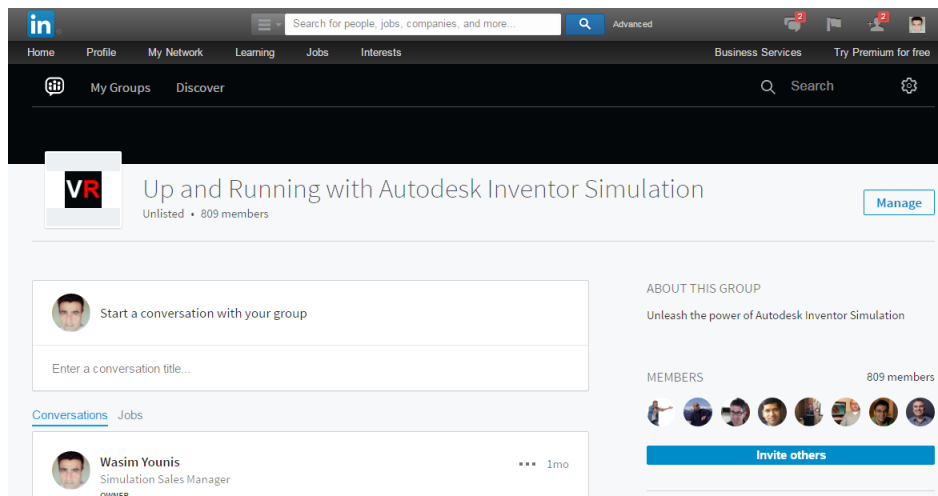 in
Search for people, jobs, companies, and more...
Advanced
2
2
Home Profile My Network Learning Jobs Interests Business Services Try Premium for free
My Groups Discover Search
VR
Up and Running with Autodesk Inventor Simulation
Unlisted • 809 members
Manage
Start a conversation with your group
Enter a conversation title...
Conversations Jobs
Wasim Younis
1mo
Simulation Sales Manager
OWNER
ABOUT THIS GROUP
Unleash the power of Autodesk Inventor Simulation
MEMBERS 809 members
Invite others